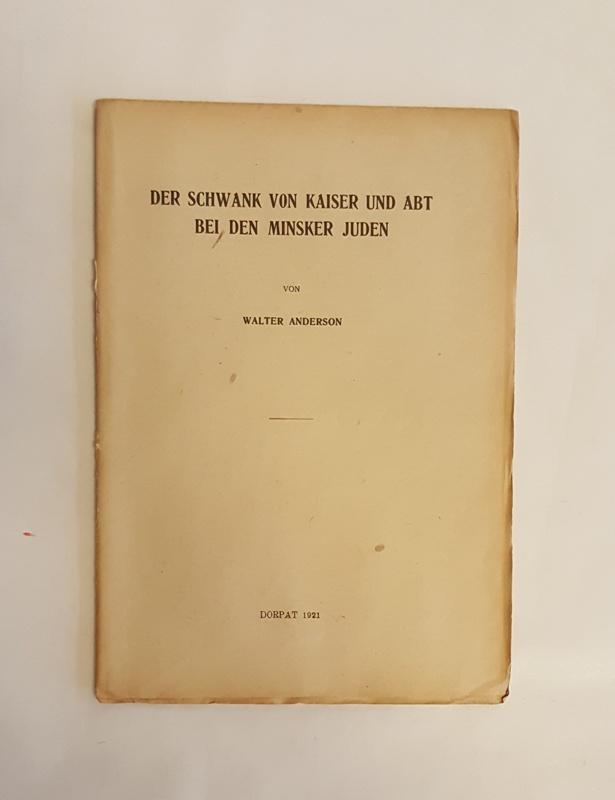 DER SCHWANK VON KAISER UND ABT
BEI DEN MINSKER JUDEN
VON
WALTER ANDERSON
DORPAT 1921